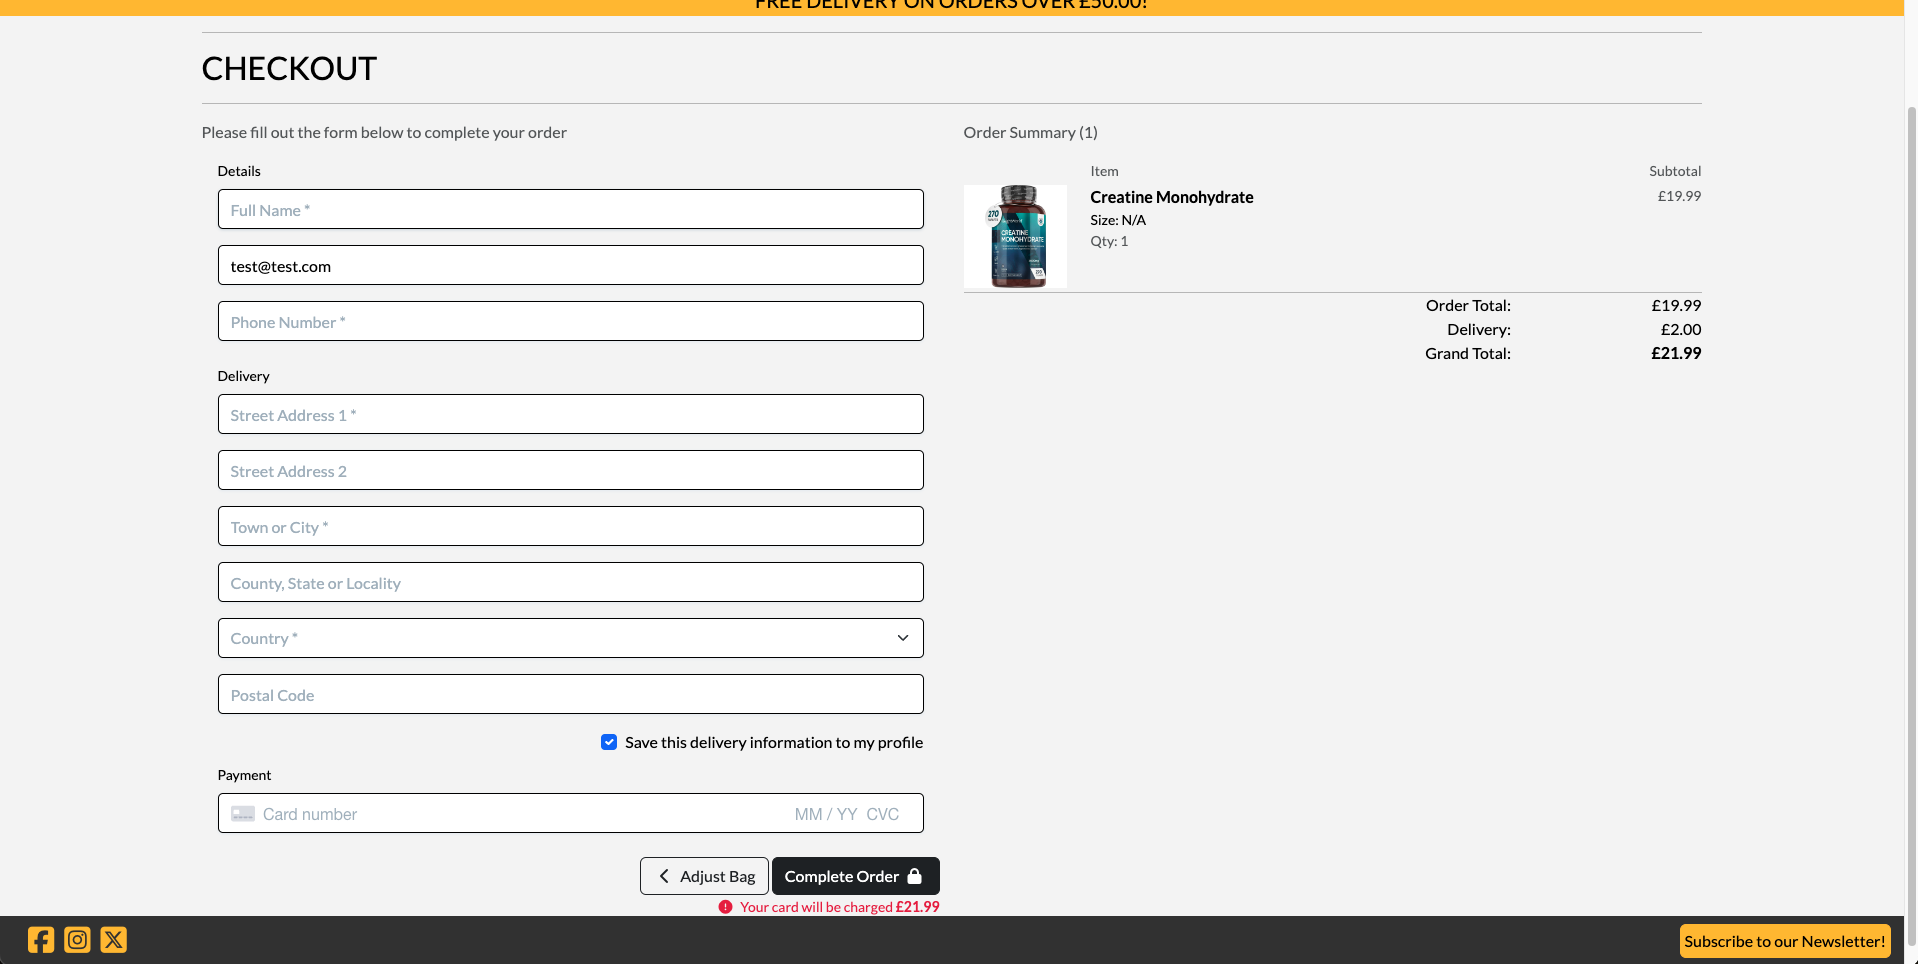 FREE DELIVERY ON ORDERS OVER £50.00!
CHECKOUT
Please fill out the form below to complete your order
Details
Full Name *
test@test.com
Phone Number *
Delivery
Street Address 1 *
Street Address 2
Town or City *
County, State or Locality
Country *
Postal Code
Save this delivery information to my profile
Payment
Card number MM / YY CVC
Adjust Bag Complete Order
Your card will be charged £21.99
Order Summary (1)
Item Subtotal
270
CREATINE
MONOHYDRATE
Creatine Monohydrate £19.99
Size: N/A
Qty: 1
Order Total: £19.99
Delivery: £2.00
Grand Total: £21.99
Subscribe to our Newsletter!